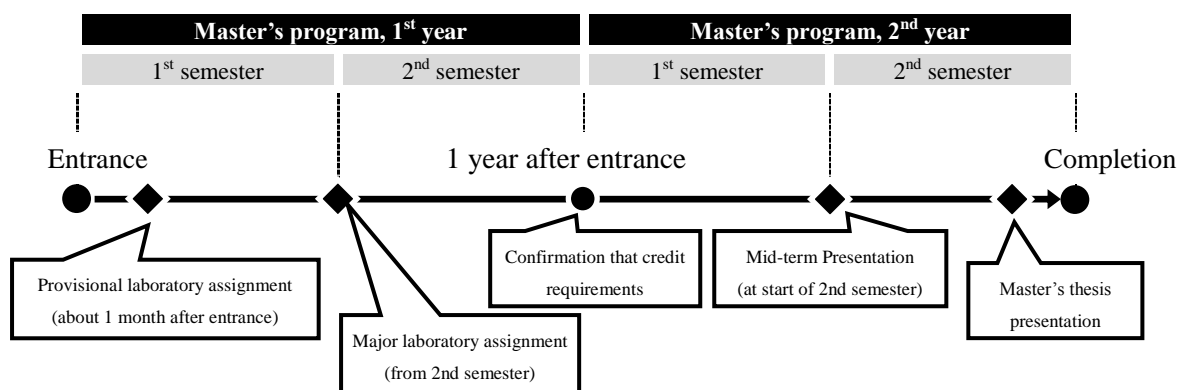 Master's program, 1st year
Master's program, 2nd year
1st semester
2nd semester
1st semester
2nd semester
Entrance
1 year after entrance
Completion
Provisional laboratory assignment
(about 1 month after entrance)
Major laboratory assignment
(from 2nd semester)
Confirmation that credit
requirements
Mid-term Presentation
(at start of 2nd semester)
Master's thesis
presentation